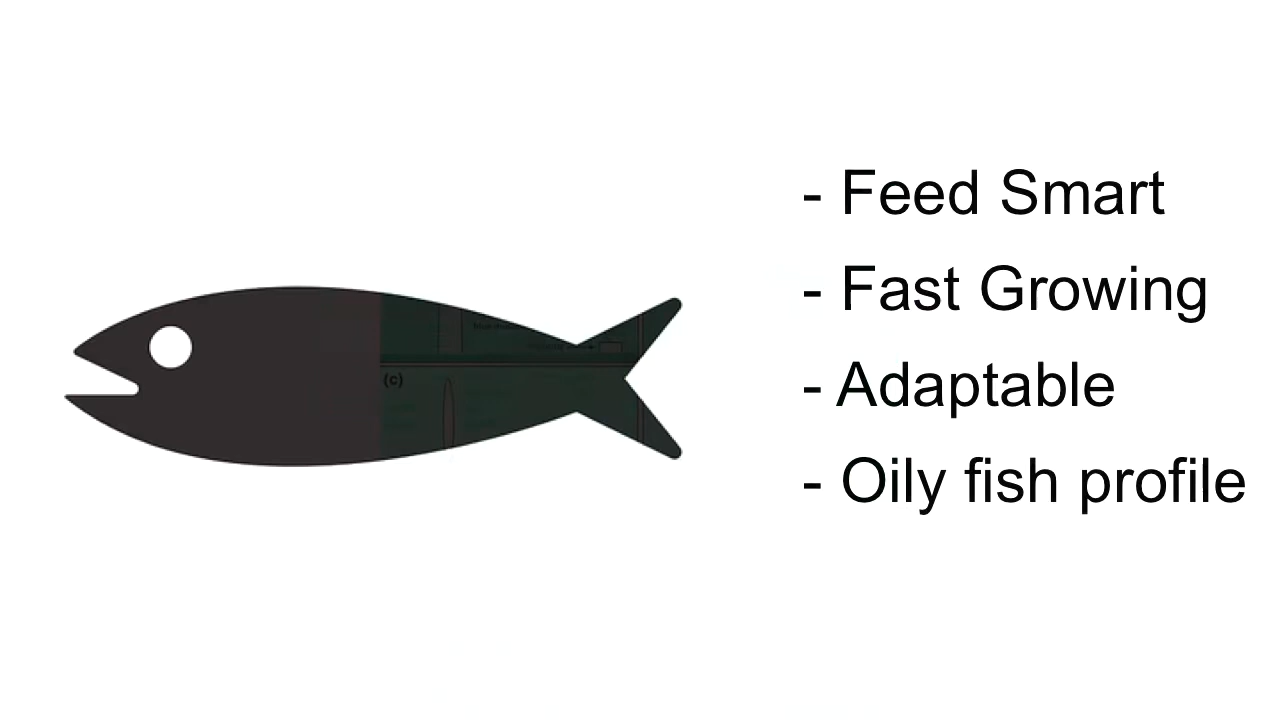 - Feed Smart
- Fast Growing
- Adaptable
- Oily fish profile
(c)